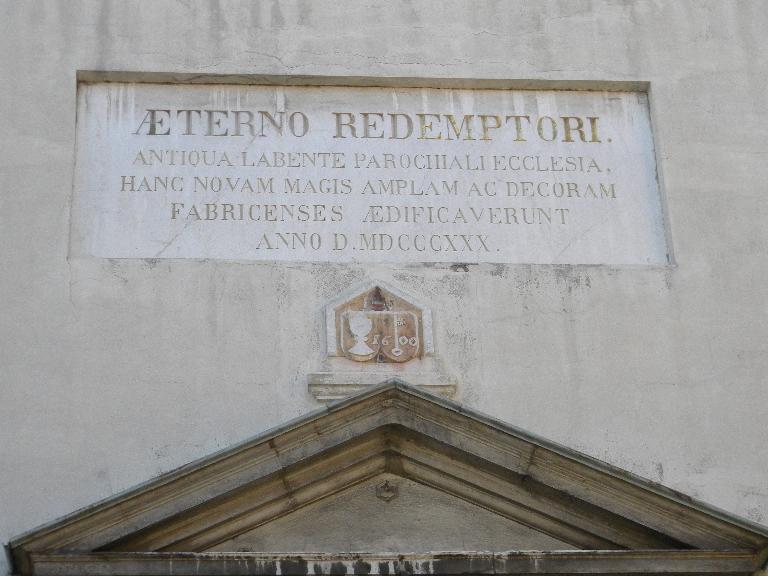 ÆTERNO REDEMPTORI.
ANTIQUA LABENTE PAROCHIALI ECCLESIA,
HANC NOVAM MAGIS AMPLAM AC DECORAM
FABRICENSES ÆDIFICAVERUNT
ANNO D.MDCCCXXX.
1600